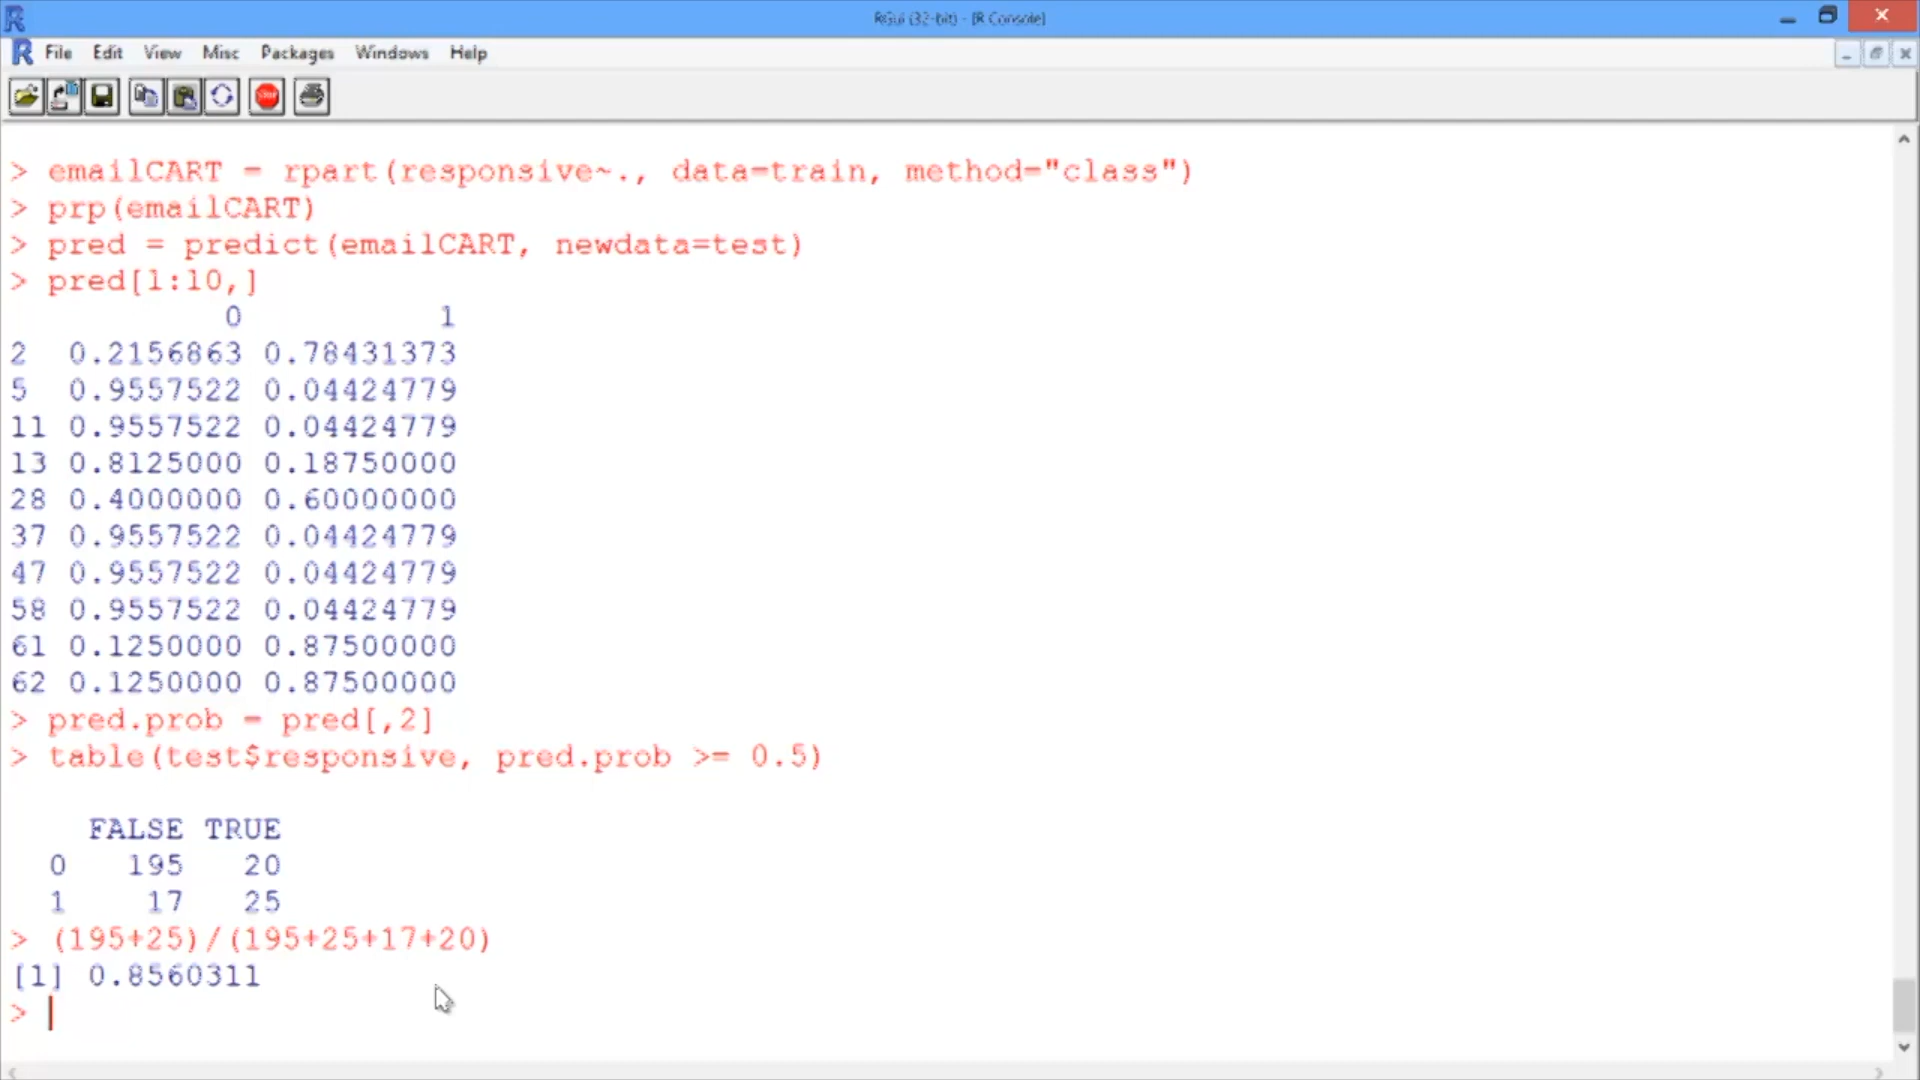 RGui (32-bit) - [R Console]
File Edit View Misc Packages Windows Help
STOP
> emailCART = rpart(responsive~., data=train, method="class")
> prp(emailCART)
> pred = predict(emailCART, newdata=test)
> pred[1:10,]
0 1
2 0.2156863 0.78431373
5 0.9557522 0.04424779
11 0.9557522 0.04424779
13 0.8125000 0.18750000
28 0.4000000 0.60000000
37 0.9557522 0.04424779
47 0.9557522 0.04424779
58 0.9557522 0.04424779
61 0.1250000 0.87500000
62 0.1250000 0.87500000
> pred.prob = pred[,2]
> table(test$responsive, pred.prob >= 0.5)
FALSE TRUE
0 195 20
1 17 25
> (195+25)/(195+25+17+20)
[1] 0.8560311
>